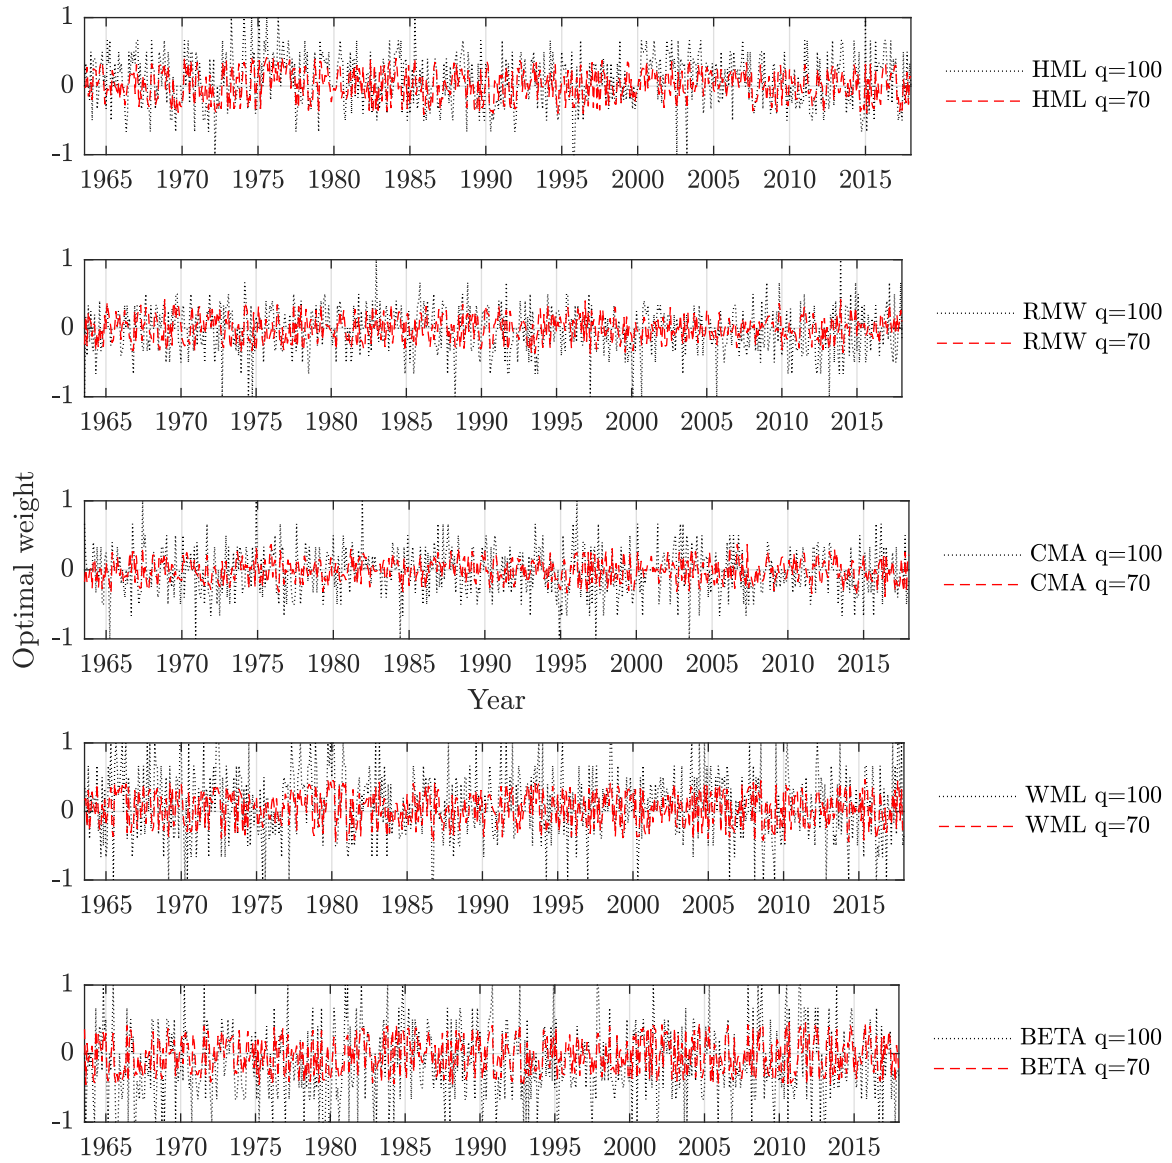 1
0
-1
1965 1970 1975 1980 1985 1990 1995 2000 2005 2010 2015
HML q=100
HML q=70
1
0
-1
1965 1970 1975 1980 1985 1990 1995 2000 2005 2010 2015
RMW q=100
RMW q=70
Optimal weight
1
0
-1
1965 1970 1975 1980 1985 1990 1995 2000 2005 2010 2015
Year
CMA q=100
CMA q=70
1
0
-1
1965 1970 1975 1980 1985 1990 1995 2000 2005 2010 2015
WML q=100
WML q=70
1
0
-1
1965 1970 1975 1980 1985 1990 1995 2000 2005 2010 2015
BETA q=100
BETA q=70